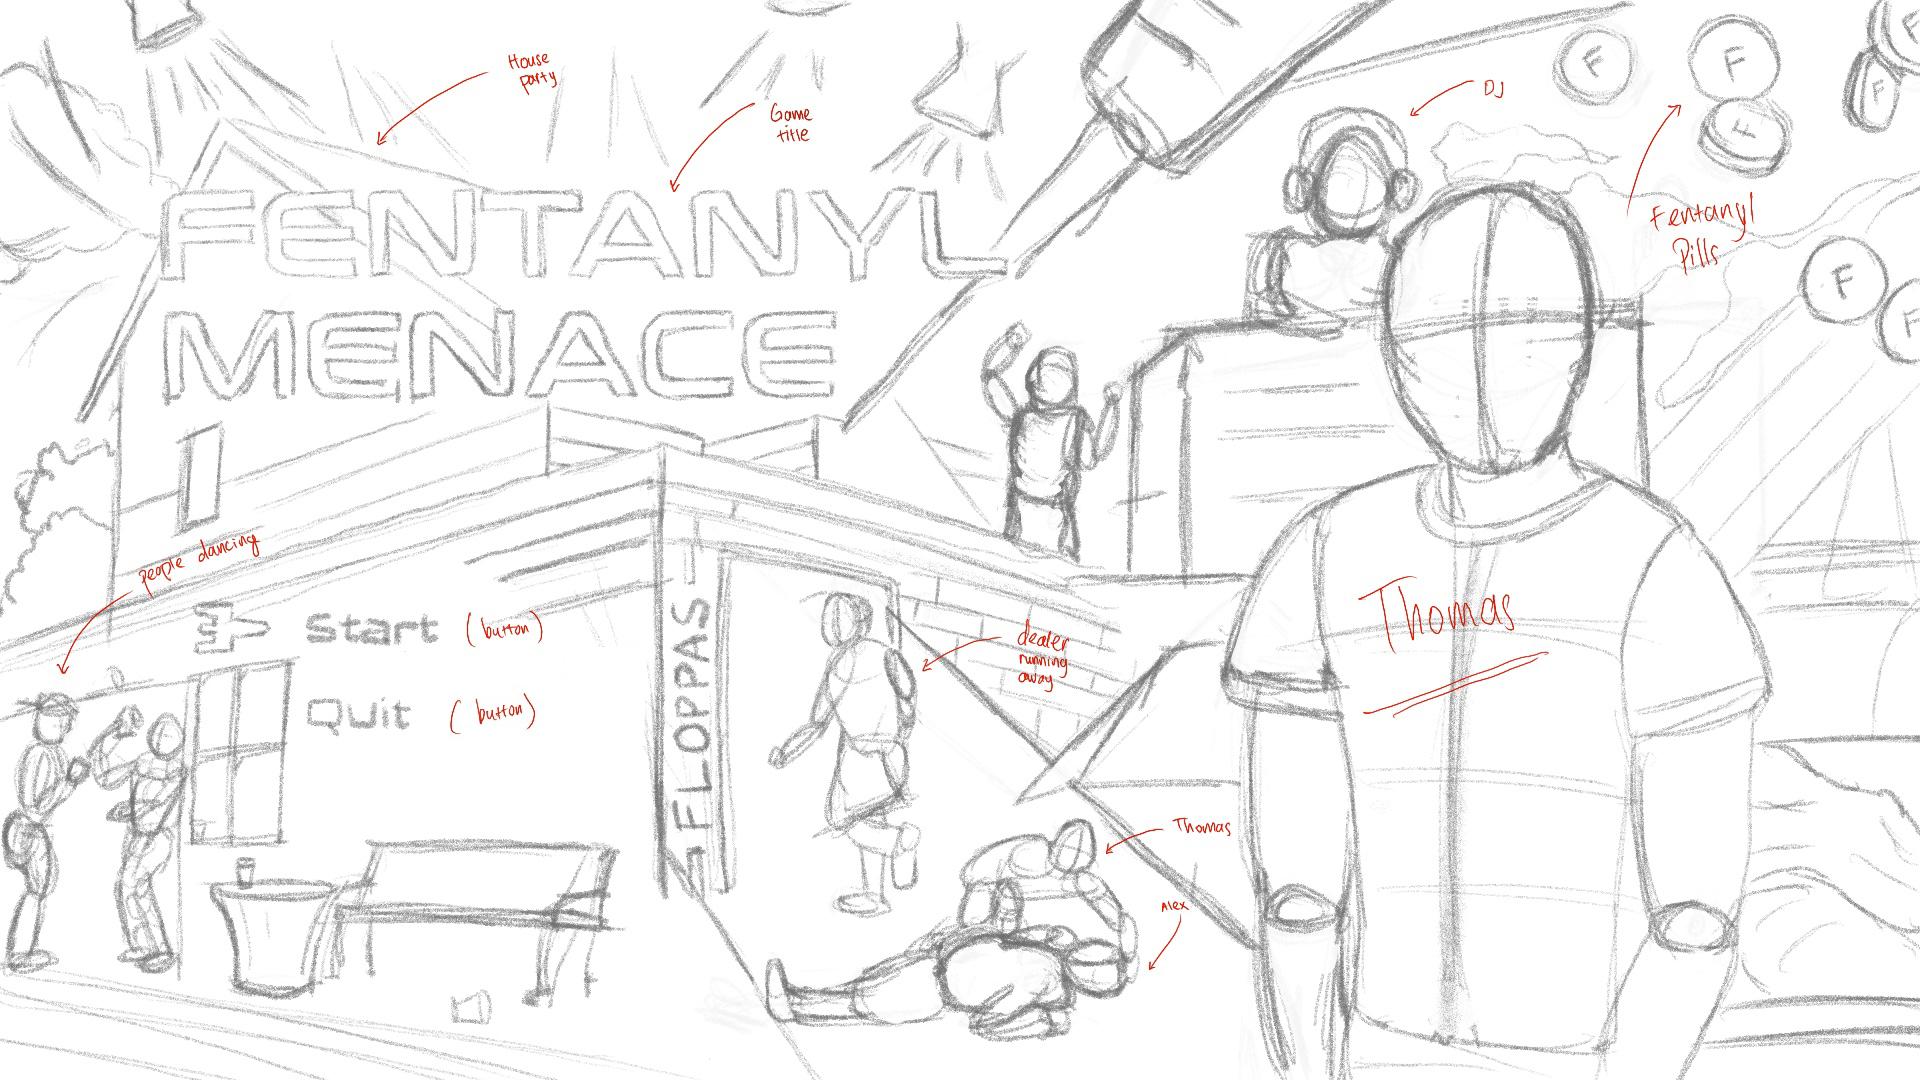 House
party
Game
title
DJ
F
F
F
F
F
Fentanyl
Pills
F
F
FENTANYL
MENACE
people dancing
Start (button)
Quit (button)
FLOPPAS
dealer
running
away
Thomas
Thomas
Alex